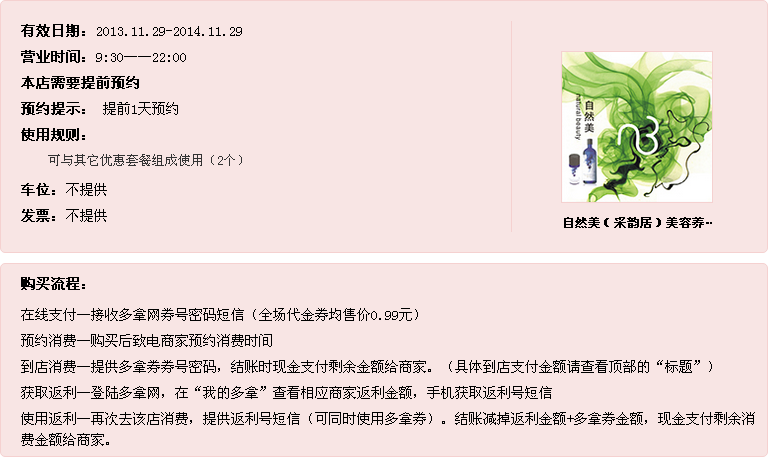 有效日期：2013.11.29-2014.11.29
营业时间：9:30——22:00
本店需要提前预约
预约提示： 提前1天预约
使用规则：
可与其它优惠套餐组成使用（2个）
车位：不提供
发票：不提供
自然美
natural beauty
自然美（采韵居）美容养…
购买流程：
在线支付—接收多拿网券号密码短信（全场代金券均售价0.99元）
预约消费—购买后致电商家预约消费时间
到店消费—提供多拿券券号密码，结账时现金支付剩余金额给商家。（具体到店支付金额请查看顶部的“标题”）
获取返利—登陆多拿网，在“我的多拿”查看相应商家返利金额，手机获取返利号短信
使用返利—再次去该店消费，提供返利号短信（可同时使用多拿券）。结账减掉返利金额+多拿券金额，现金支付剩余消
费金额给商家。